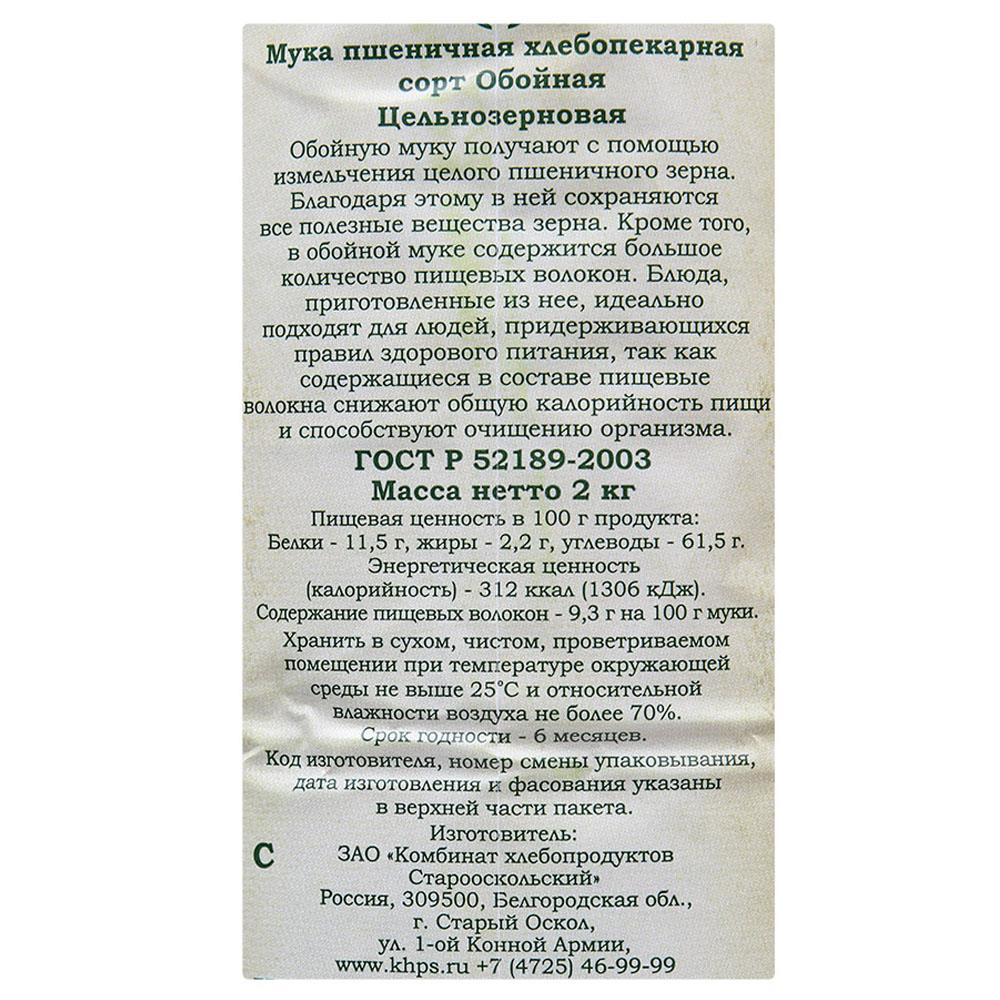 Мука пшеничная хлебопекарная
сорт Обойная
Цельнозерновая
Обойную муку получают с помощью
измельчения целого пшеничного зерна.
Благодаря этому в ней сохраняются
все полезные вещества зерна. Кроме того,
в обойной муке содержится большое
количество пищевых волокон. Блюда,
приготовленные из нее, идеально
подходят для людей, придерживающихся
правил здорового питания, так как
содержащиеся в составе пищевые
волокна снижают общую калорийность пищи
и способствуют очищению организма.
ГОСТ Р 52189-2003
Масса нетто 2 кг
Пищевая ценность в 100 г продукта:
Белки - 11,5 г, жиры - 2,2 г, углеводы - 61,5 г.
Энергетическая ценность
(калорийность) - 312 ккал (1306 кДж).
Содержание пищевых волокон - 9,3 г на 100 г муки.
Хранить в сухом, чистом, проветриваемом
помещении при температуре окружающей
среды не выше 25°С и относительной
влажности воздуха не более 70%.
Срок годности - 6 месяцев.
Код изготовителя, номер смены упаковывания,
дата изготовления и фасования указаны
в верхней части пакета.
Изготовитель:
С ЗАО «Комбинат хлебопродуктов
Старооскольский»
Россия, 309500, Белгородская обл.,
г. Старый Оскол,
ул. 1-ой Конной Армии,
www.khps.ru +7 (4725) 46-99-99